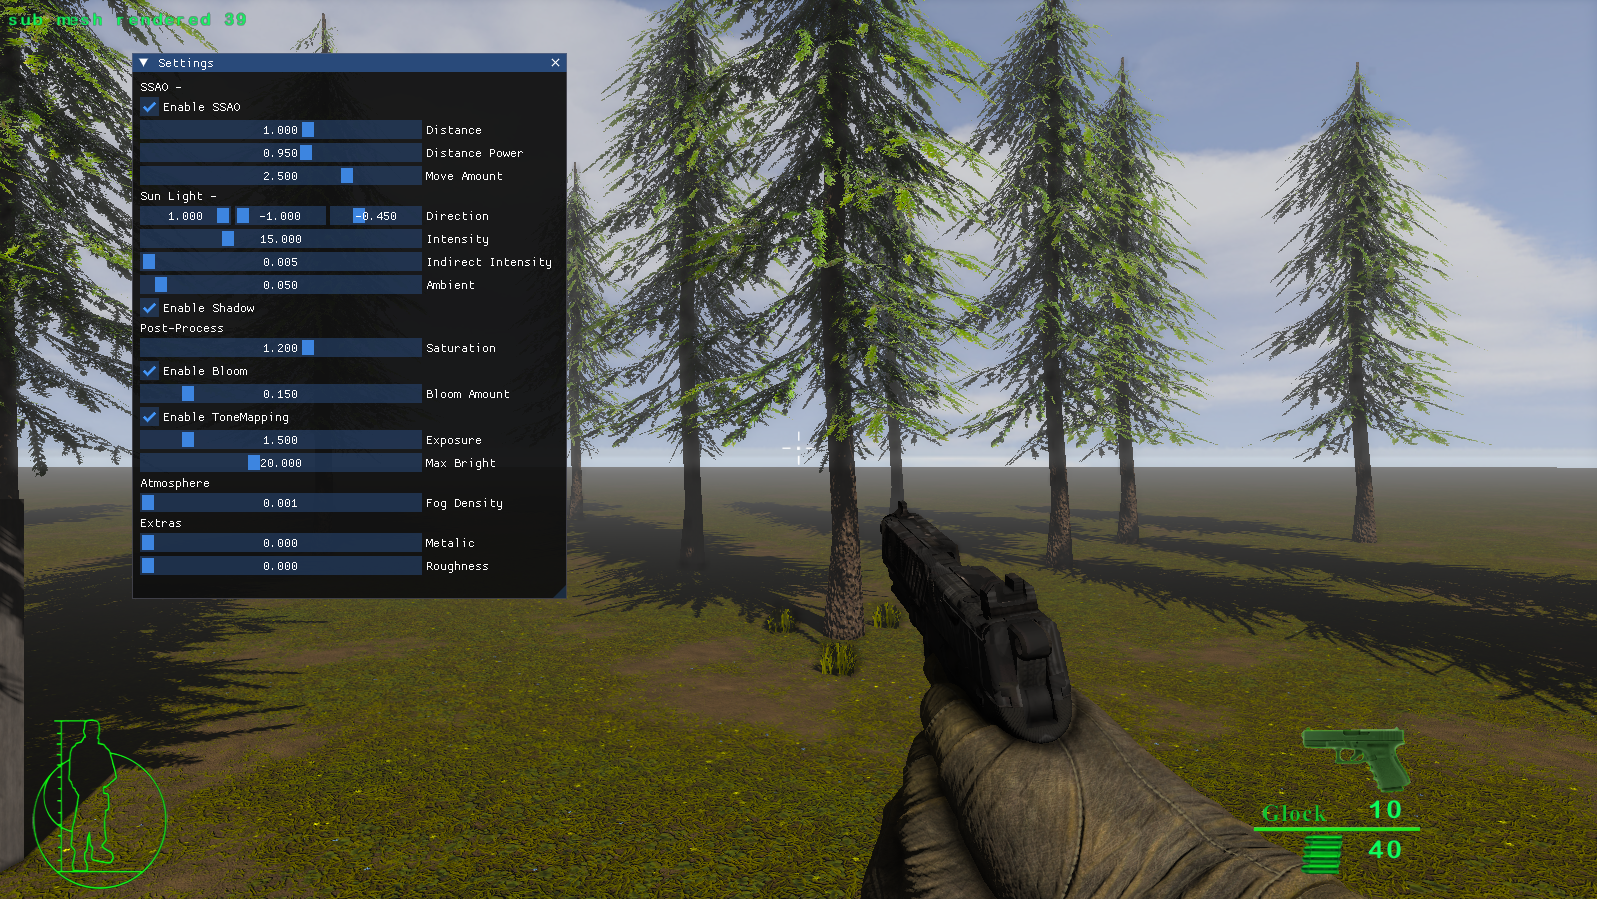 sub mesh rendered 39
Settings
SSAO -
Enable SSAO
1.000 Distance
0.950 Distance Power
2.500 Move Amount
Sun Light -
1.000 -1.000 -0.450 Direction
15.000 Intensity
0.005 Indirect Intensity
0.050 Ambient
Enable Shadow
Post-Process
1.200 Saturation
Enable Bloom
0.150 Bloom Amount
Enable ToneMapping
1.500 Exposure
20.000 Max Bright
Atmosphere
0.001 Fog Density
Extras
0.000 Metalic
0.000 Roughness
Glock 10
40